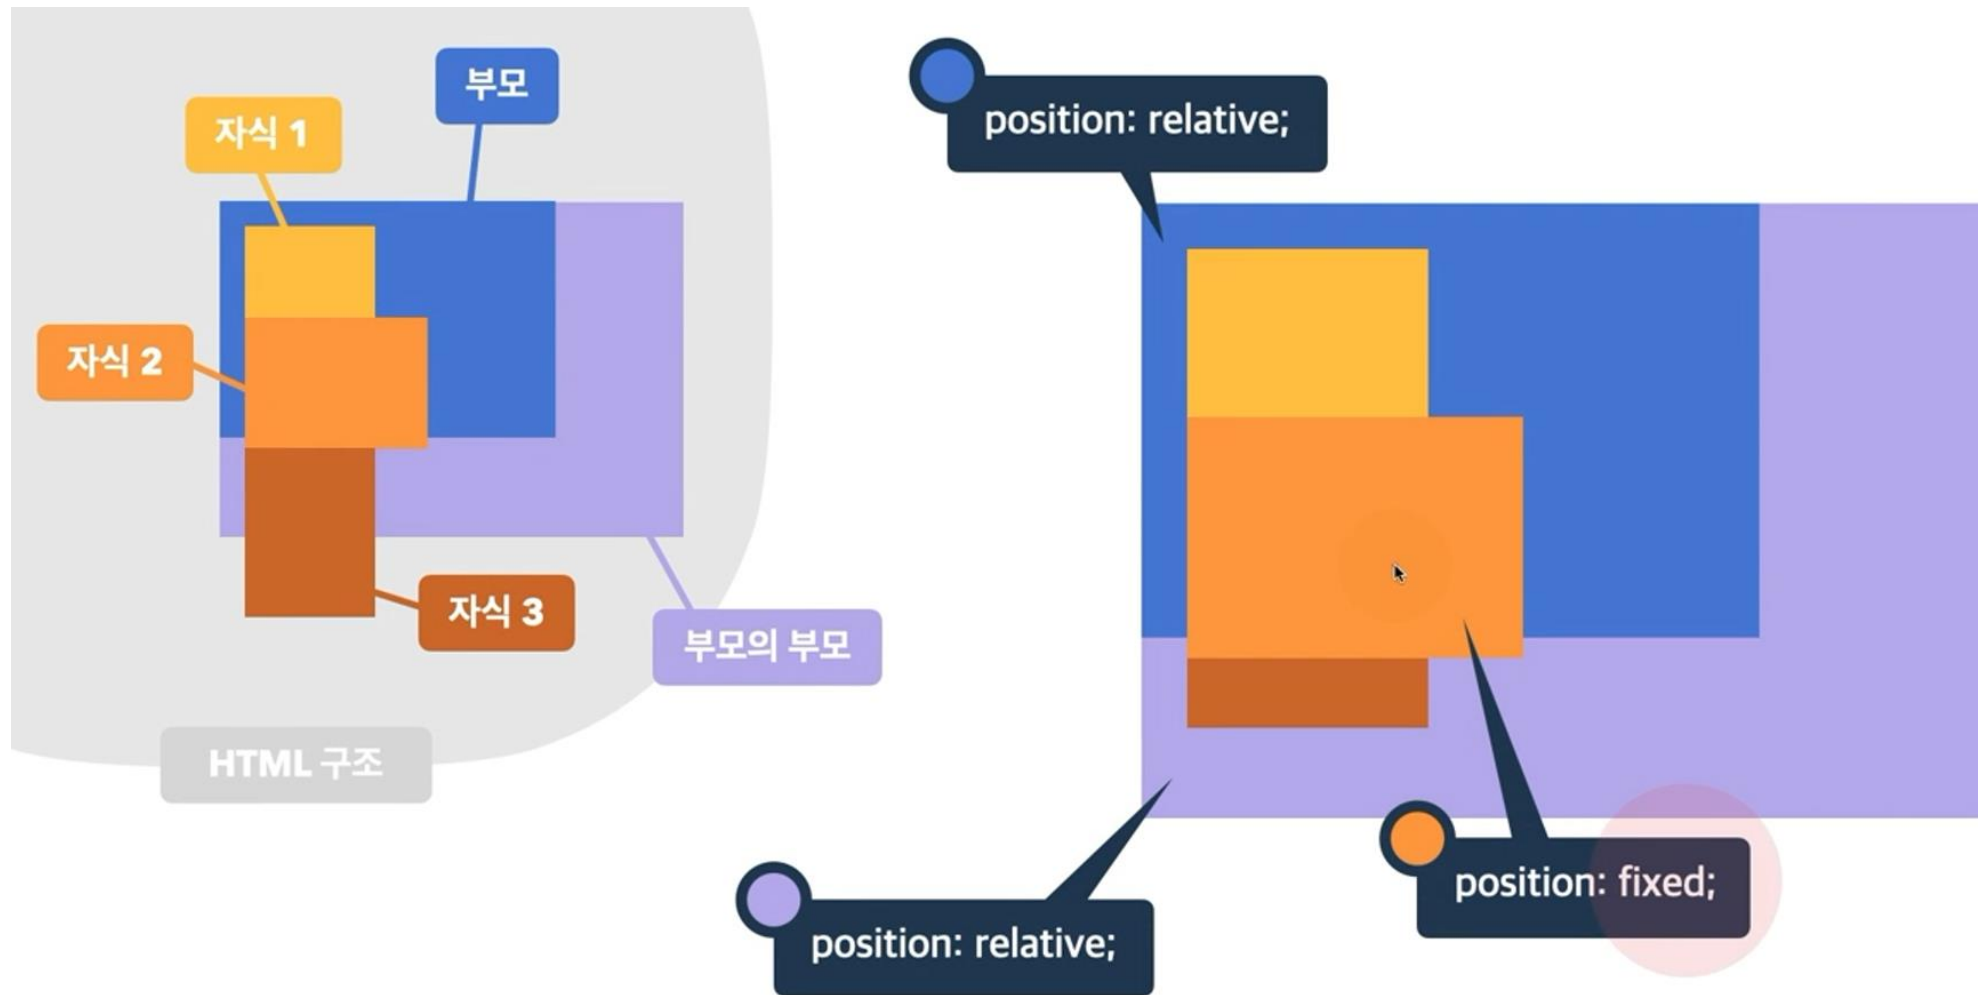 부모
자식 1
자식 2
자식 3
부모의 부모
HTML 구조
position: relative;
position: fixed;
position: relative;